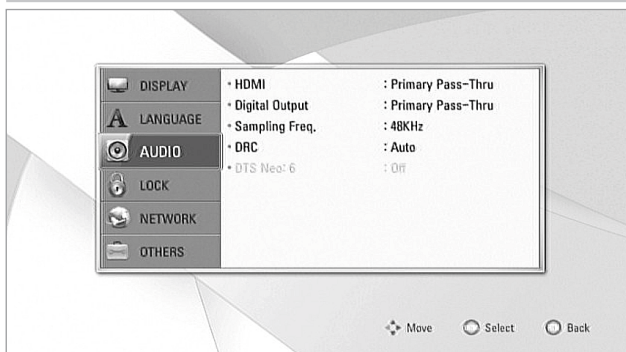 DISPLAY
LANGUAGE
AUDIO
LOCK
NETWORK
OTHERS
• HDMI : Primary Pass-Thru
• Digital Output : Primary Pass-Thru
• Sampling Freq. : 48KHz
• DRC : Auto
• DTS Neo: 6 : Off
Move Select Back